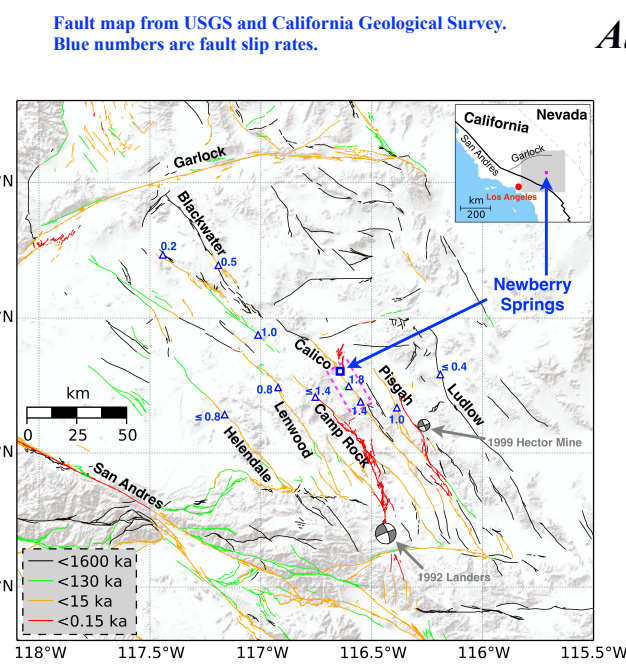 Fault map from USGS and California Geological Survey.
Blue numbers are fault slip rates.
California
Nevada
San Andres
Garlock
Los Angeles
km
200
Garlock
Blackwater
0.2
0.5
1.0
Newberry
Springs
Calico
≤ 0.4
Pisgah
1.8
≤ 1.4
0.8
1.4
1.0
Ludlow
km
0 25 50
≤ 0.8
Helendale
Lenwood
Camp Rock
1999 Hector Mine
San Andres
1992 Landers
<1600 ka
<130 ka
<15 ka
<0.15 ka
118°W 117.5°W 117°W 116.5°W 116°W 115.5°W